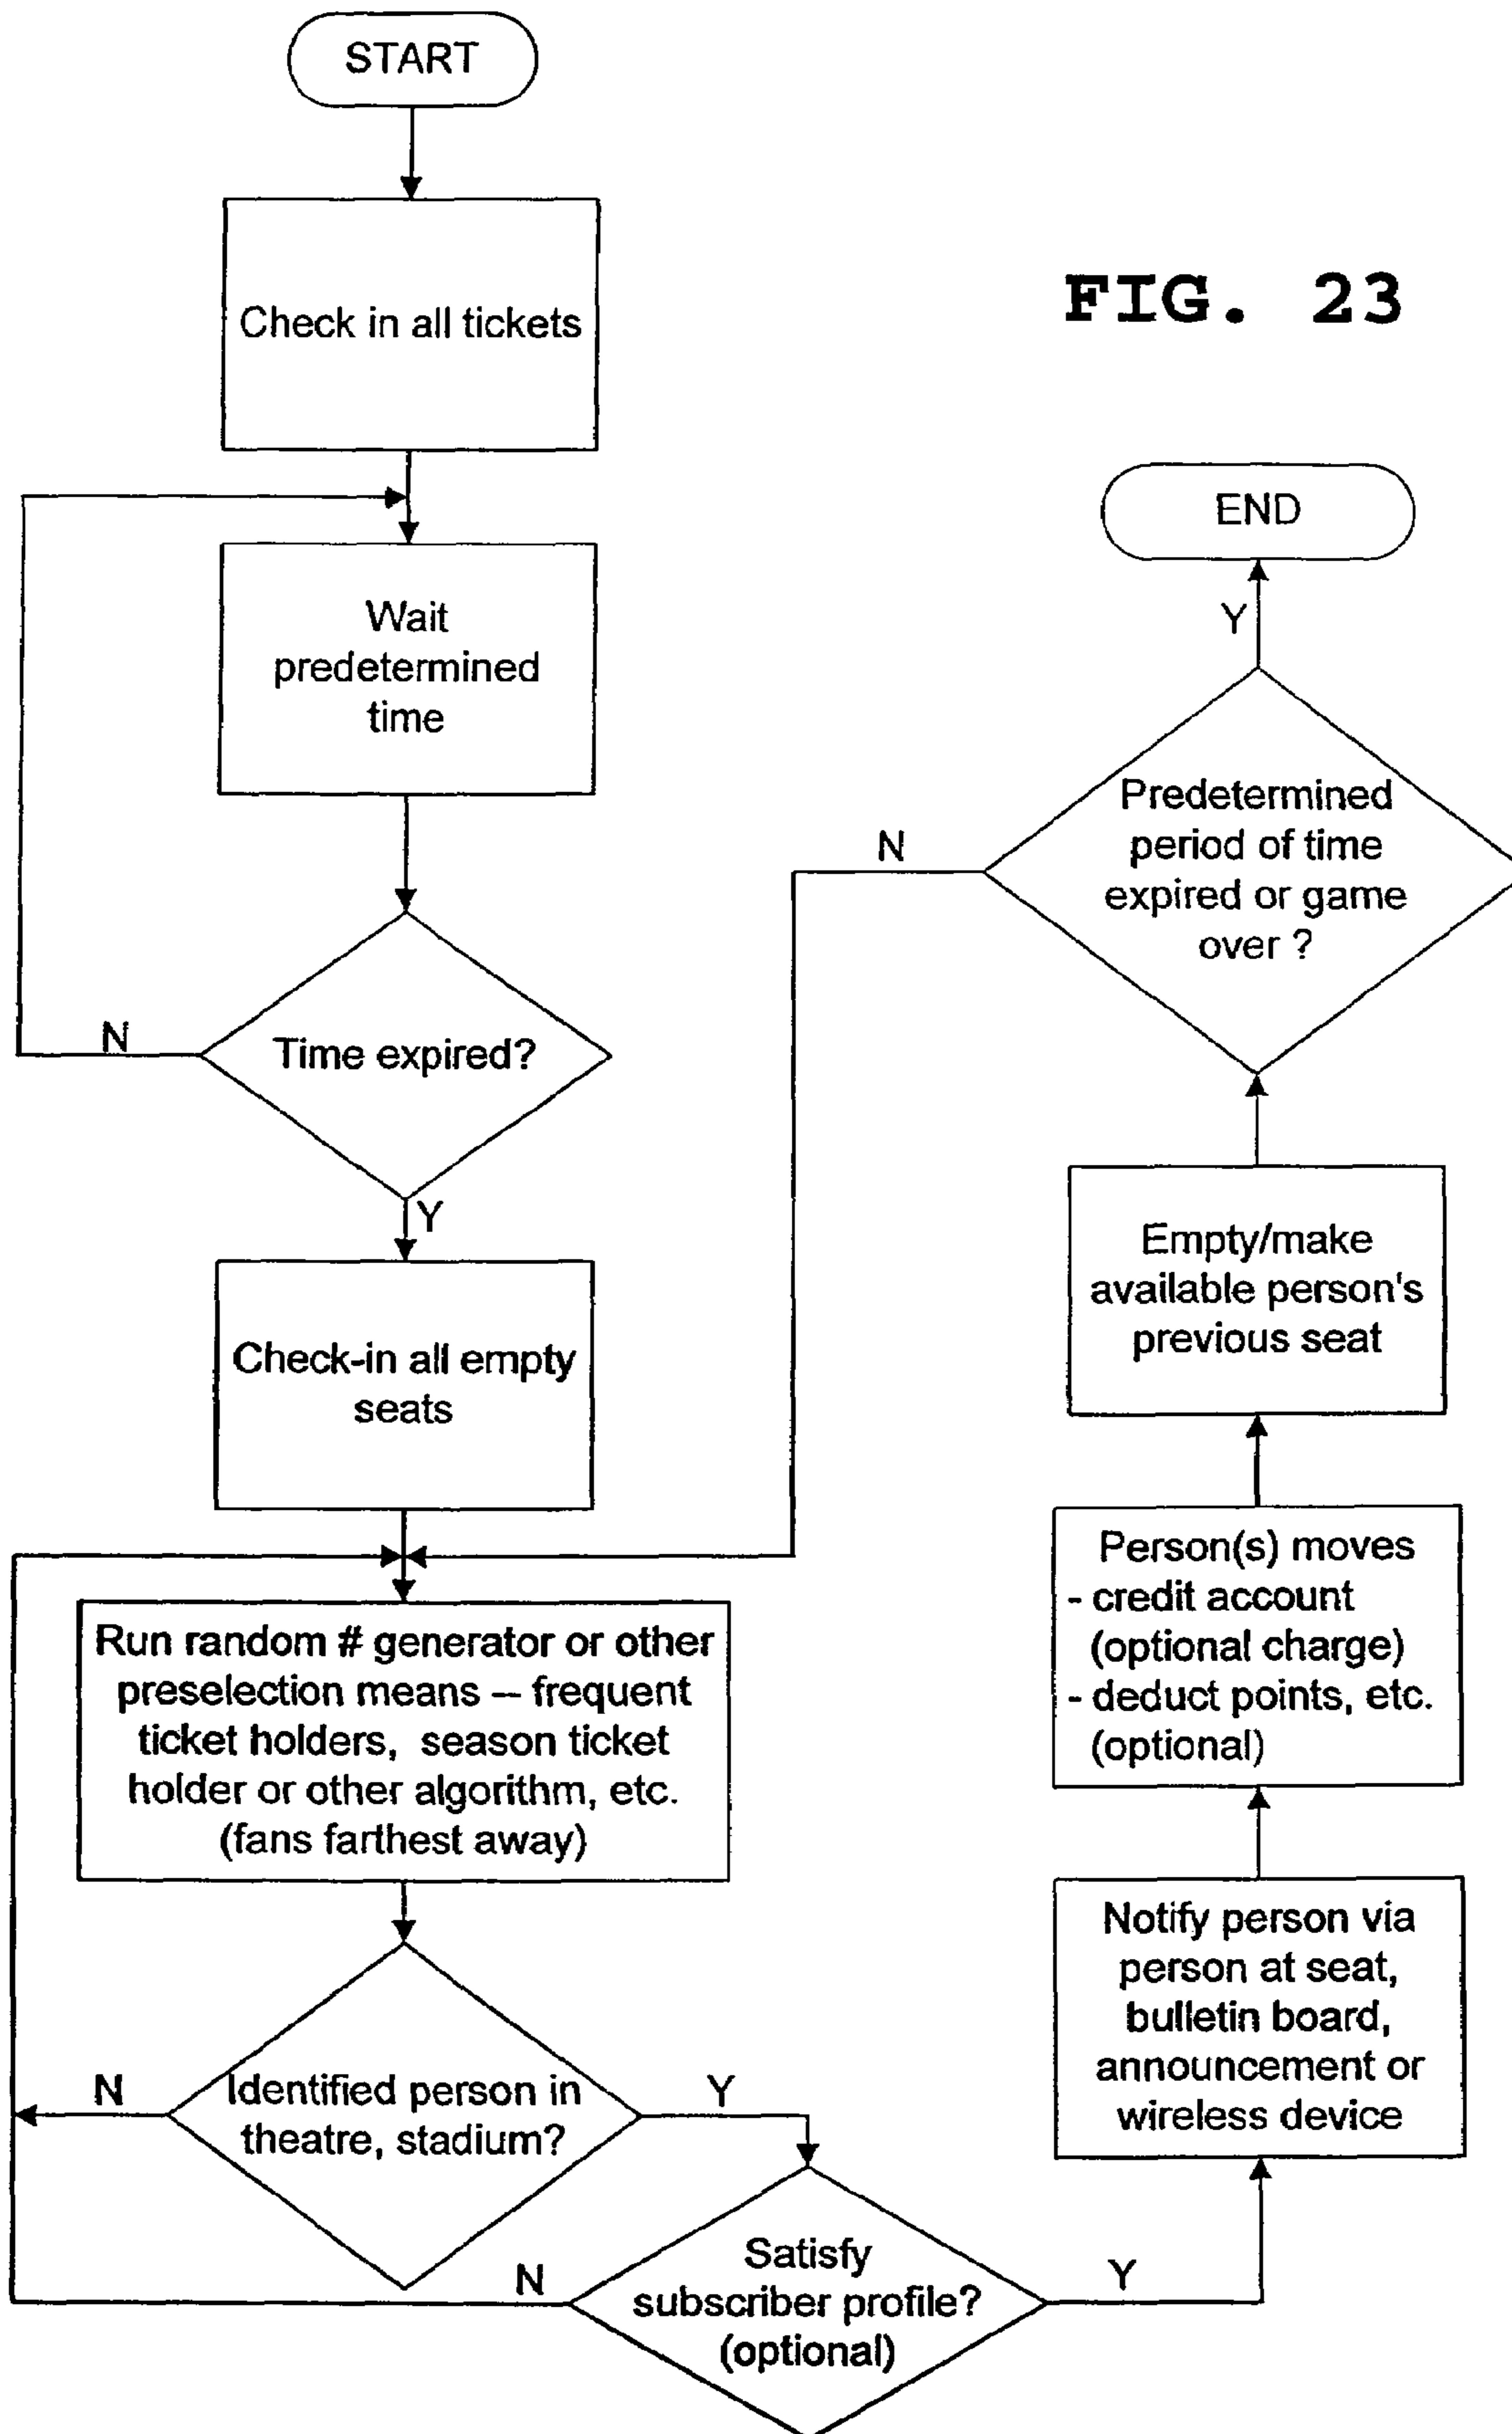 START
Check in all tickets
FIG. 23
Wait
predetermined
time
N
Time expired?
Y
Check-in all empty
seats
Run random # generator or other
preselection means – frequent
ticket holders, season ticket
holder or other algorithm, etc.
(fans farthest away)
N
Identified person in
theatre, stadium?
Y
N
Satisfy
subscriber profile?
(optional)
Y
Notify person via
person at seat,
bulletin board,
announcement or
wireless device
Person(s) moves
- credit account
(optional charge)
- deduct points, etc.
(optional)
Empty/make
available person's
previous seat
Predetermined
period of time
expired or game
over ?
N
Y
END